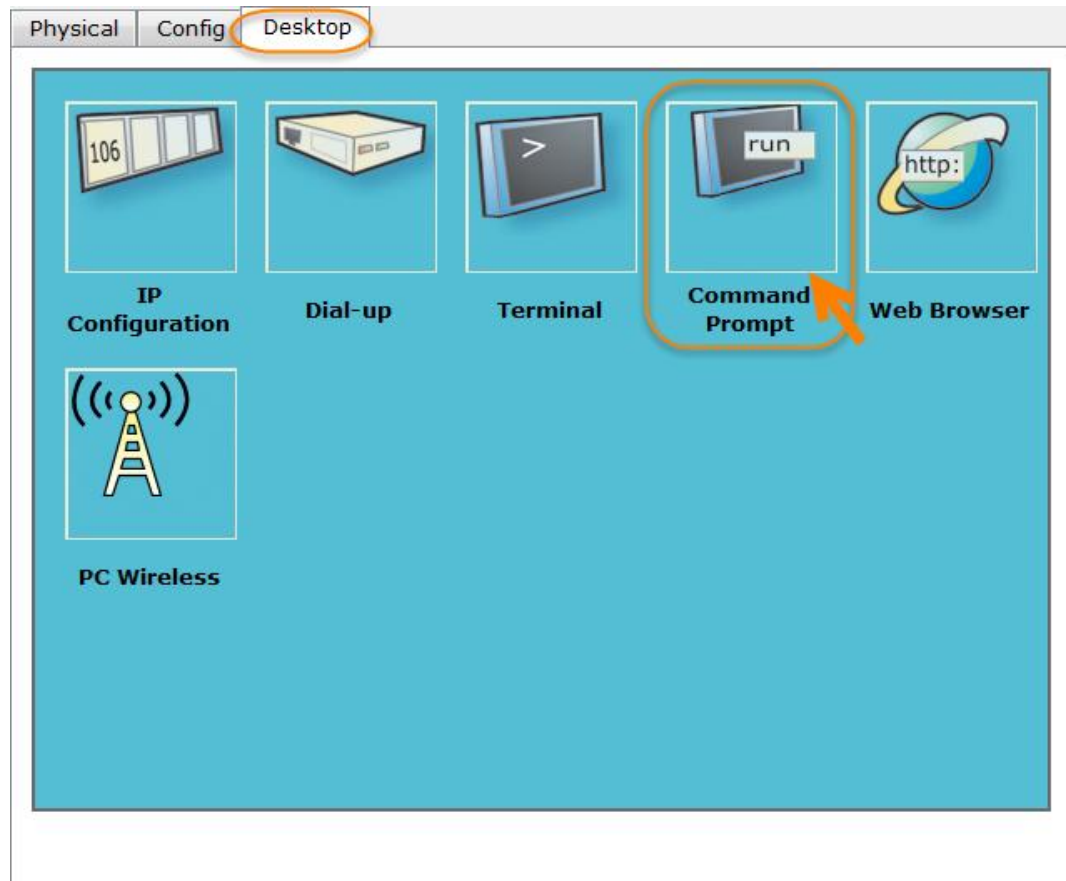 Physical Config Desktop
106
>
run
http:
IP
Configuration
Dial-up
Terminal
Command
Prompt
Web Browser
PC Wireless